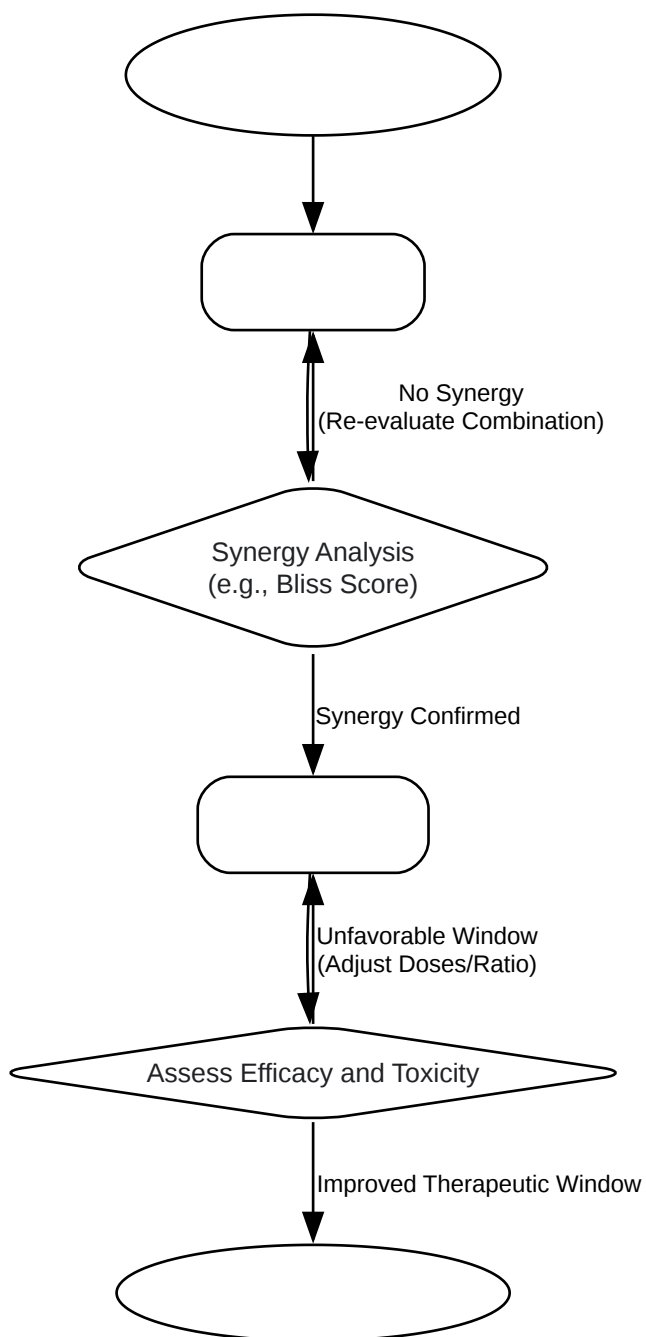 No Synergy
(Re-evaluate Combination)
Synergy Analysis
(e.g., Bliss Score)
Synergy Confirmed
Unfavorable Window
(Adjust Doses/Ratio)
Assess Efficacy and Toxicity
Improved Therapeutic Window